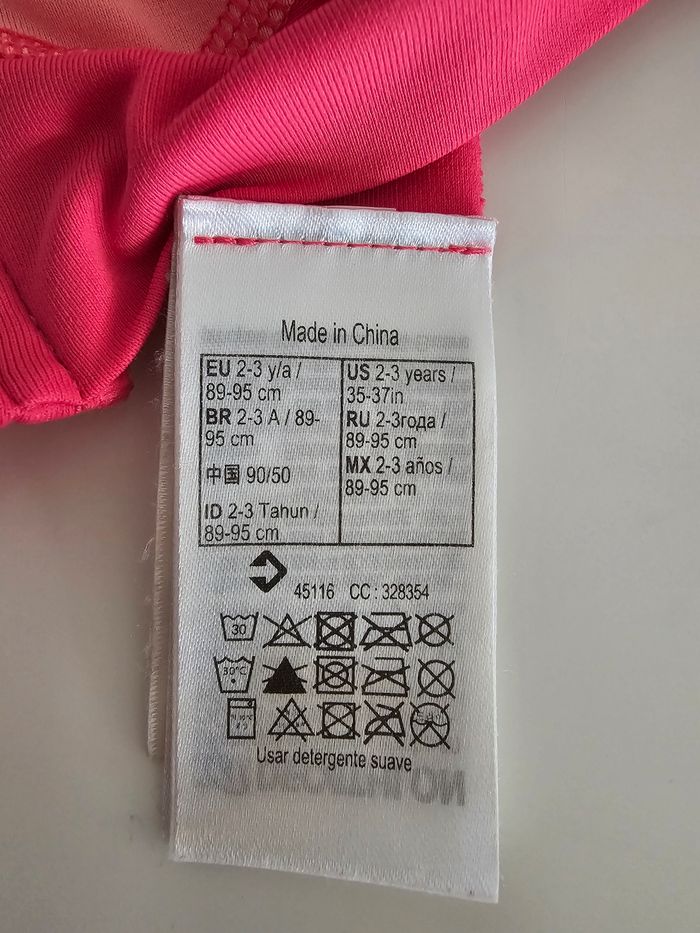 Made in China
EU 2-3 y/a /
89-95 cm
BR 2-3 A / 89-
95 cm
中国 90/50
ID 2-3 Tahun /
89-95 cm
US 2-3 years /
35-37in
RU 2-3года /
89-95 cm
MX 2-3 años /
89-95 cm
45116 CC : 328354
30
30°C
Usar detergente suave